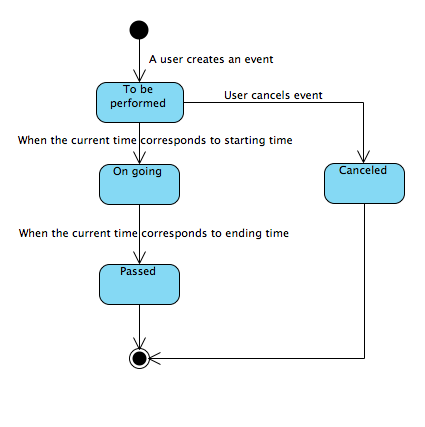 A user creates an event
To be
performed
User cancels event
When the current time corresponds to starting time
On going
Canceled
When the current time corresponds to ending time
Passed